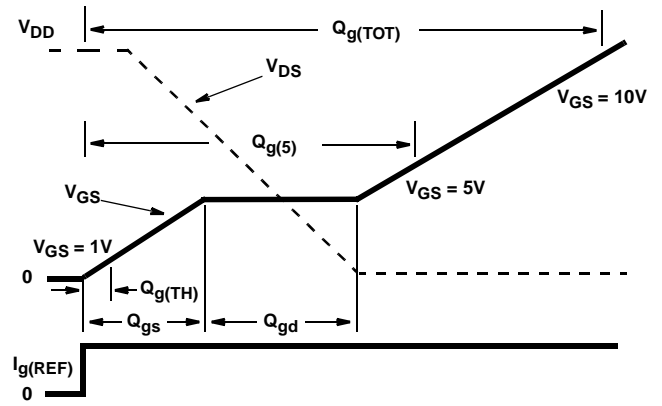 V_DD
Q_g(TOT)
V_DS
V_GS = 10V
Q_g(5)
V_GS
V_GS = 5V
V_GS = 1V
0
Q_g(TH)
Q_gs
Q_gd
I_g(REF)
0